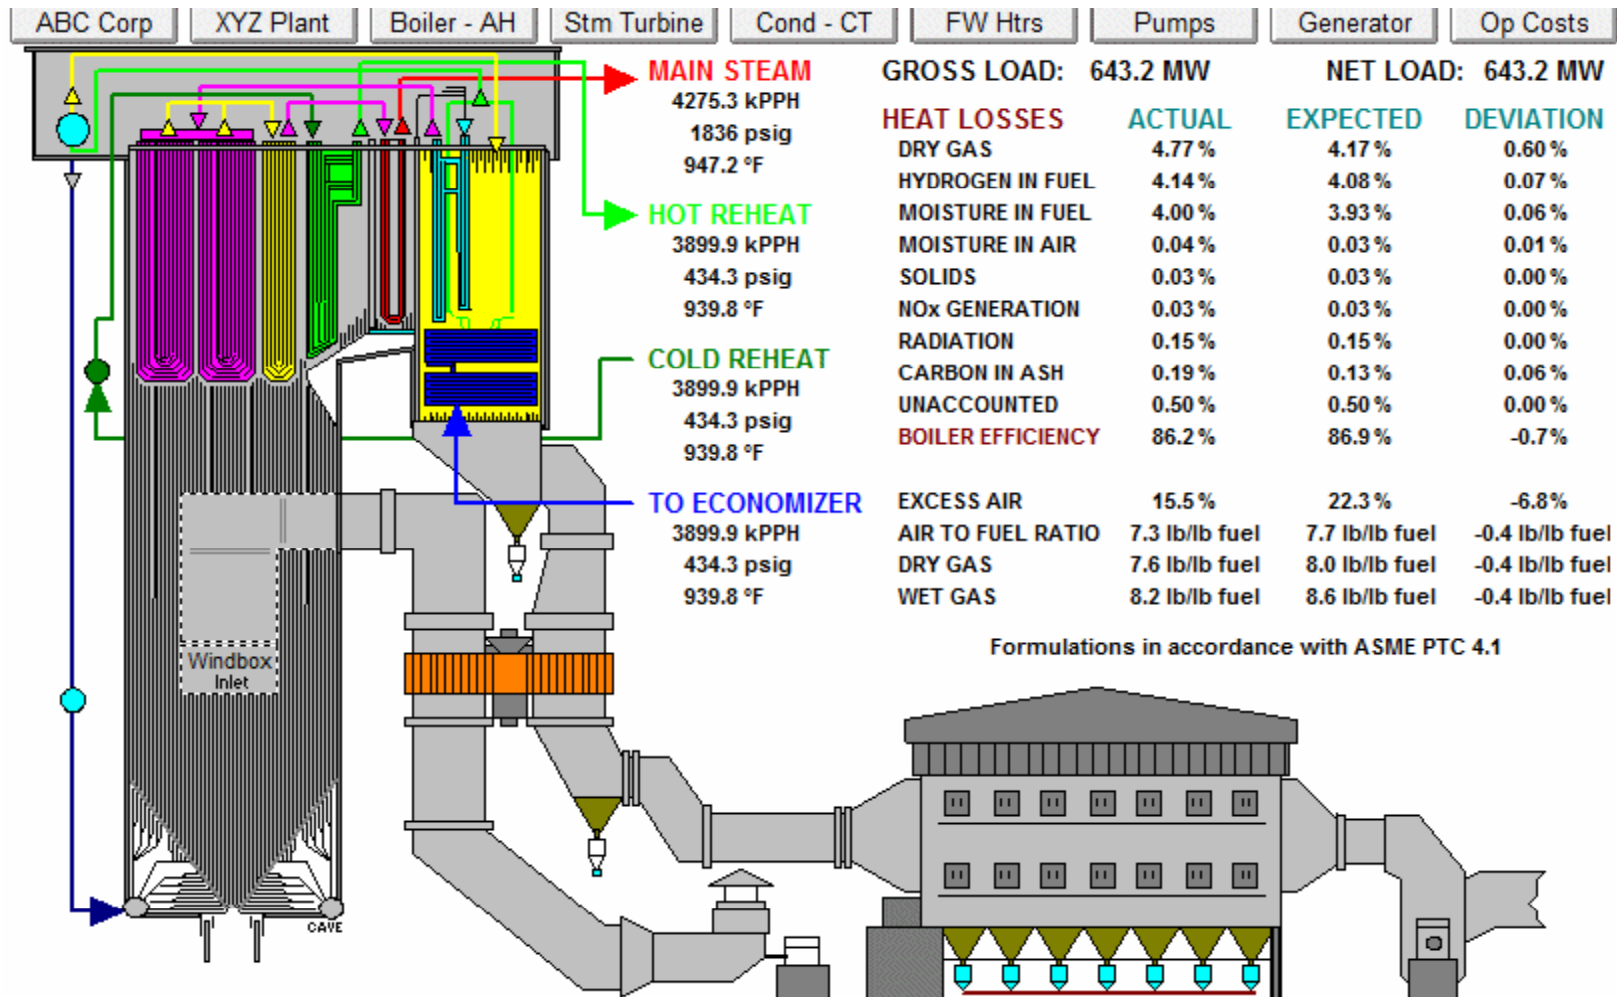 ABC Corp XYZ Plant Boiler - AH Stm Turbine Cond - CT FW Htrs Pumps Generator Op Costs
MAIN STEAM
4275.3 kPPH
1836 psig
947.2 ºF
HOT REHEAT
3899.9 kPPH
434.3 psig
939.8 ºF
COLD REHEAT
3899.9 kPPH
434.3 psig
939.8 ºF
TO ECONOMIZER
3899.9 kPPH
434.3 psig
939.8 ºF
GROSS LOAD: 643.2 MW NET LOAD: 643.2 MW
HEAT LOSSES ACTUAL EXPECTED DEVIATION
DRY GAS 4.77 % 4.17 % 0.60 %
HYDROGEN IN FUEL 4.14 % 4.08 % 0.07 %
MOISTURE IN FUEL 4.00 % 3.93 % 0.06 %
MOISTURE IN AIR 0.04 % 0.03 % 0.01 %
SOLIDS 0.03 % 0.03 % 0.00 %
NOx GENERATION 0.03 % 0.03 % 0.00 %
RADIATION 0.15 % 0.15 % 0.00 %
CARBON IN ASH 0.19 % 0.13 % 0.06 %
UNACCOUNTED 0.50 % 0.50 % 0.00 %
BOILER EFFICIENCY 86.2 % 86.9 % -0.7 %
EXCESS AIR 15.5 % 22.3 % -6.8 %
AIR TO FUEL RATIO 7.3 lb/lb fuel 7.7 lb/lb fuel -0.4 lb/lb fuel
DRY GAS 7.6 lb/lb fuel 8.0 lb/lb fuel -0.4 lb/lb fuel
WET GAS 8.2 lb/lb fuel 8.6 lb/lb fuel -0.4 lb/lb fuel
Formulations in accordance with ASME PTC 4.1
Windbox
Inlet
CAVE